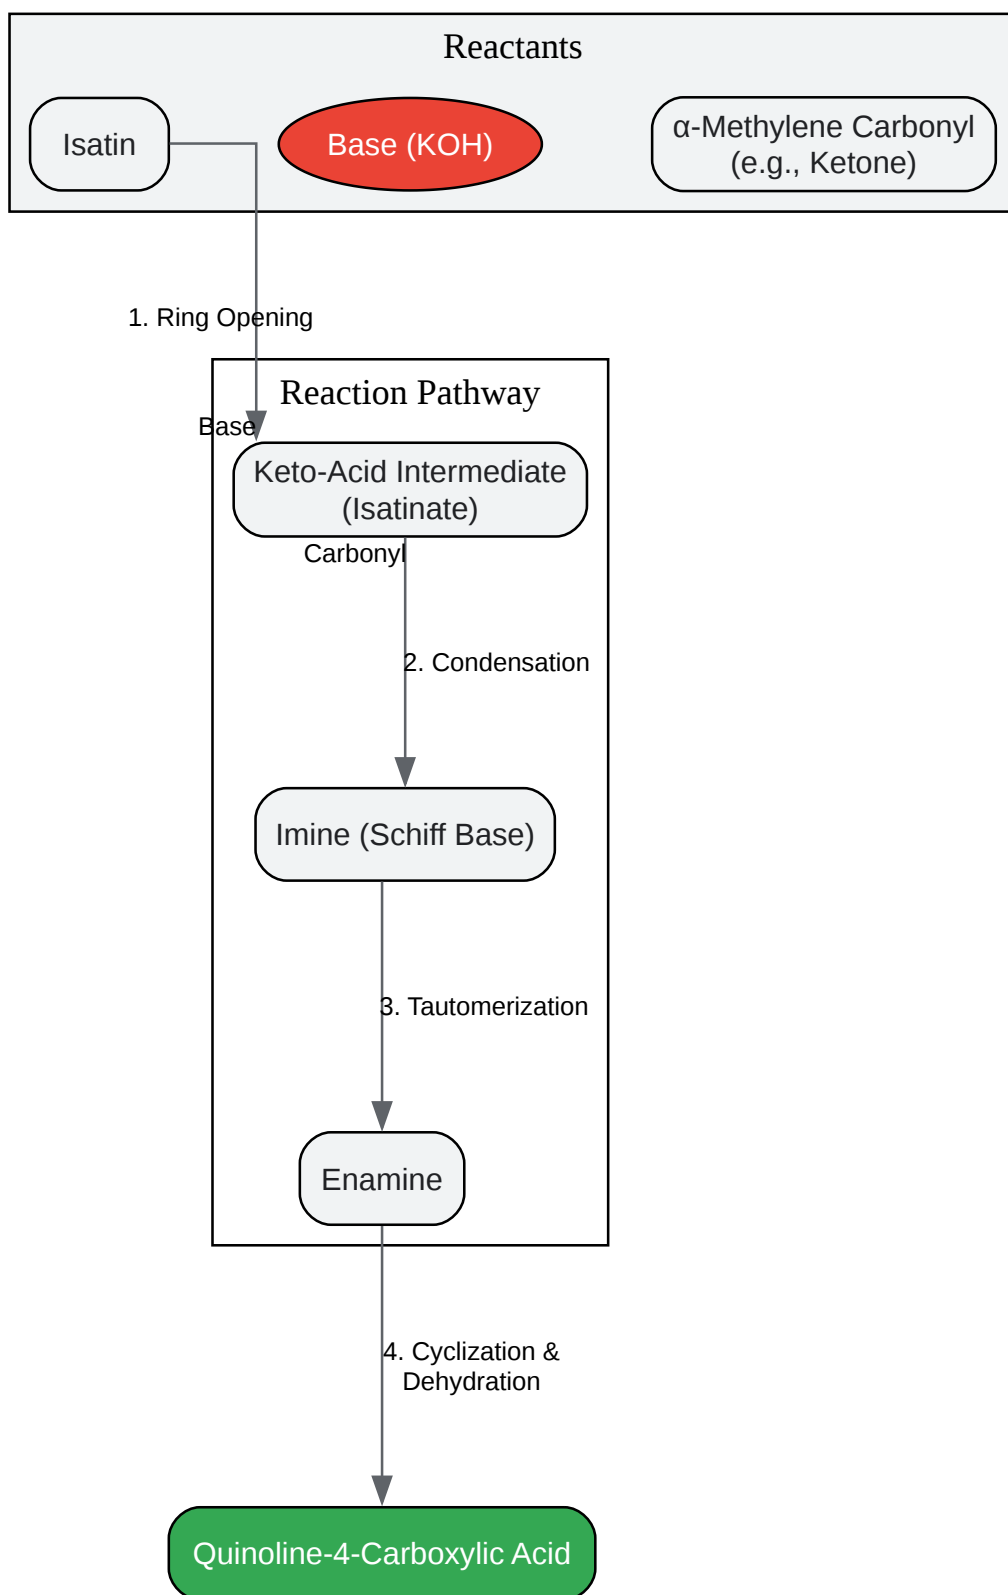 Reactants
Isatin
Base (KOH)
α-Methylene Carbonyl
(e.g., Ketone)
1. Ring Opening
Reaction Pathway
Base
Keto-Acid Intermediate
(Isatinate)
Carbonyl
2. Condensation
Imine (Schiff Base)
3. Tautomerization
Enamine
4. Cyclization &
Dehydration
Quinoline-4-Carboxylic Acid